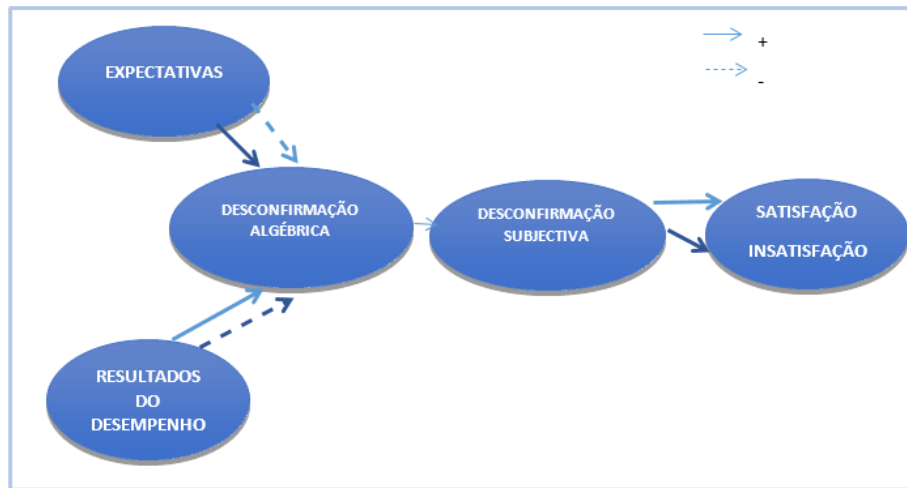 EXPECTATIVAS
+
-
DESCONFIRMAÇÃO
ALGÉBRICA
DESCONFIRMAÇÃO
SUBJECTIVA
SATISFAÇÃO
INSATISFAÇÃO
RESULTADOS
DO
DESEMPENHO